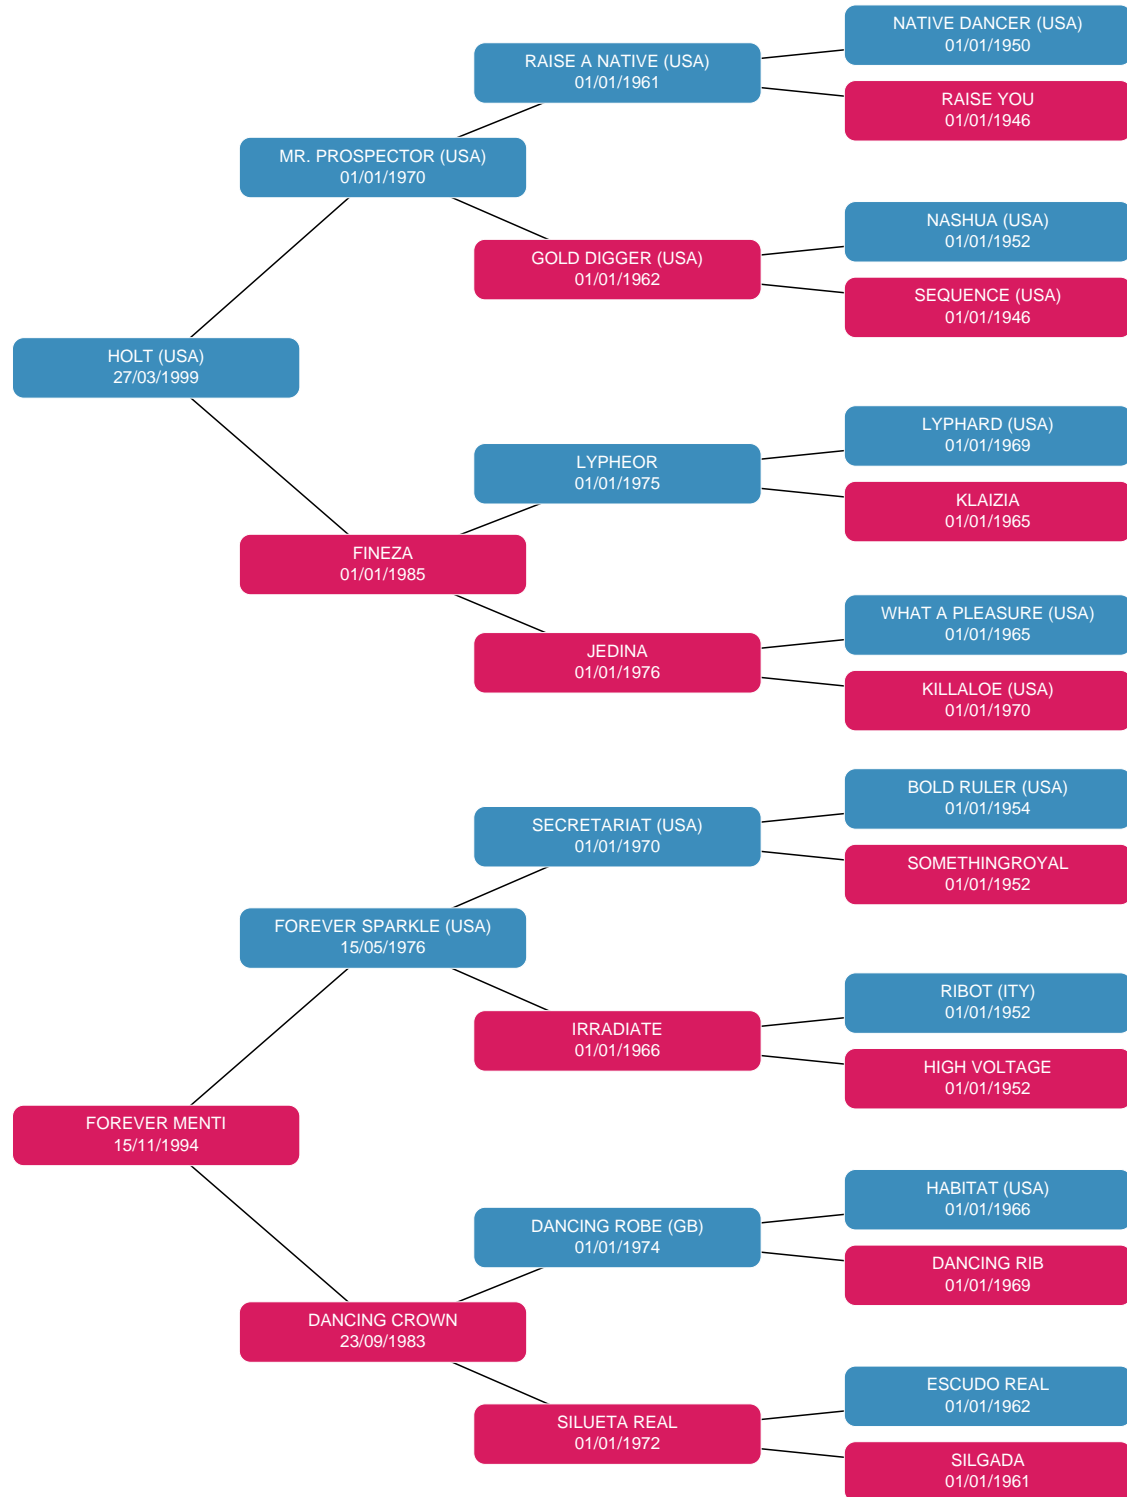 NATIVE DANCER (USA)
01/01/1950
RAISE A NATIVE (USA)
01/01/1961
RAISE YOU
01/01/1946
MR. PROSPECTOR (USA)
01/01/1970
NASHUA (USA)
01/01/1952
GOLD DIGGER (USA)
01/01/1962
SEQUENCE (USA)
01/01/1946
HOLT (USA)
27/03/1999
LYPHARD (USA)
01/01/1969
LYPHEOR
01/01/1975
KLAIZIA
01/01/1965
FINEZA
01/01/1985
WHAT A PLEASURE (USA)
01/01/1965
JEDINA
01/01/1976
KILLALOE (USA)
01/01/1970
BOLD RULER (USA)
01/01/1954
SECRETARIAT (USA)
01/01/1970
SOMETHINGROYAL
01/01/1952
FOREVER SPARKLE (USA)
15/05/1976
RIBOT (ITY)
01/01/1952
IRRADIATE
01/01/1966
HIGH VOLTAGE
01/01/1952
FOREVER MENTI
15/11/1994
HABITAT (USA)
01/01/1966
DANCING ROBE (GB)
01/01/1974
DANCING RIB
01/01/1969
DANCING CROWN
23/09/1983
ESCUDO REAL
01/01/1962
SILUETA REAL
01/01/1972
SILGADA
01/01/1961